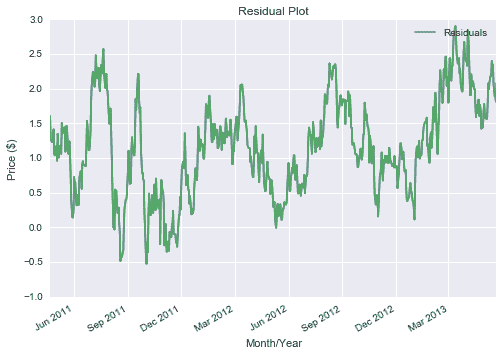 Residual Plot
Residuals
Price ($)
3.0
2.5
2.0
1.5
1.0
0.5
0.0
−0.5
−1.0
Jun 2011
Sep 2011
Dec 2011
Mar 2012
Jun 2012
Sep 2012
Dec 2012
Mar 2013
Month/Year